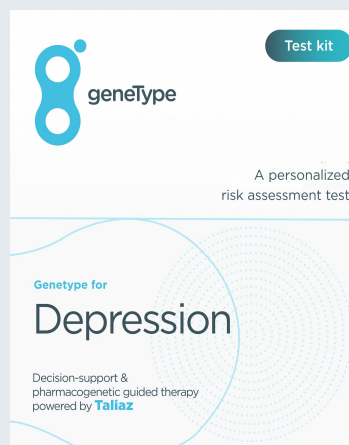 Test kit
geneType
A personalized
risk assessment test
Genetype for
Depression
Decision-support &
pharmacogenetic guided therapy
powered by Taliaz